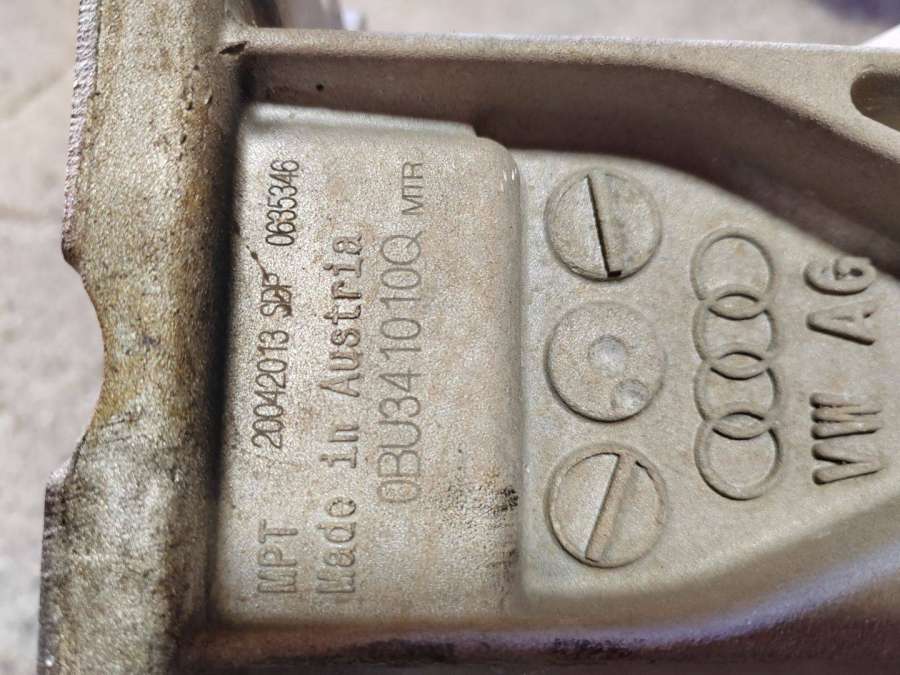 20042013 SDF 0635346
MPT
Made in Austria
0BU341010Q MTR
VW AG